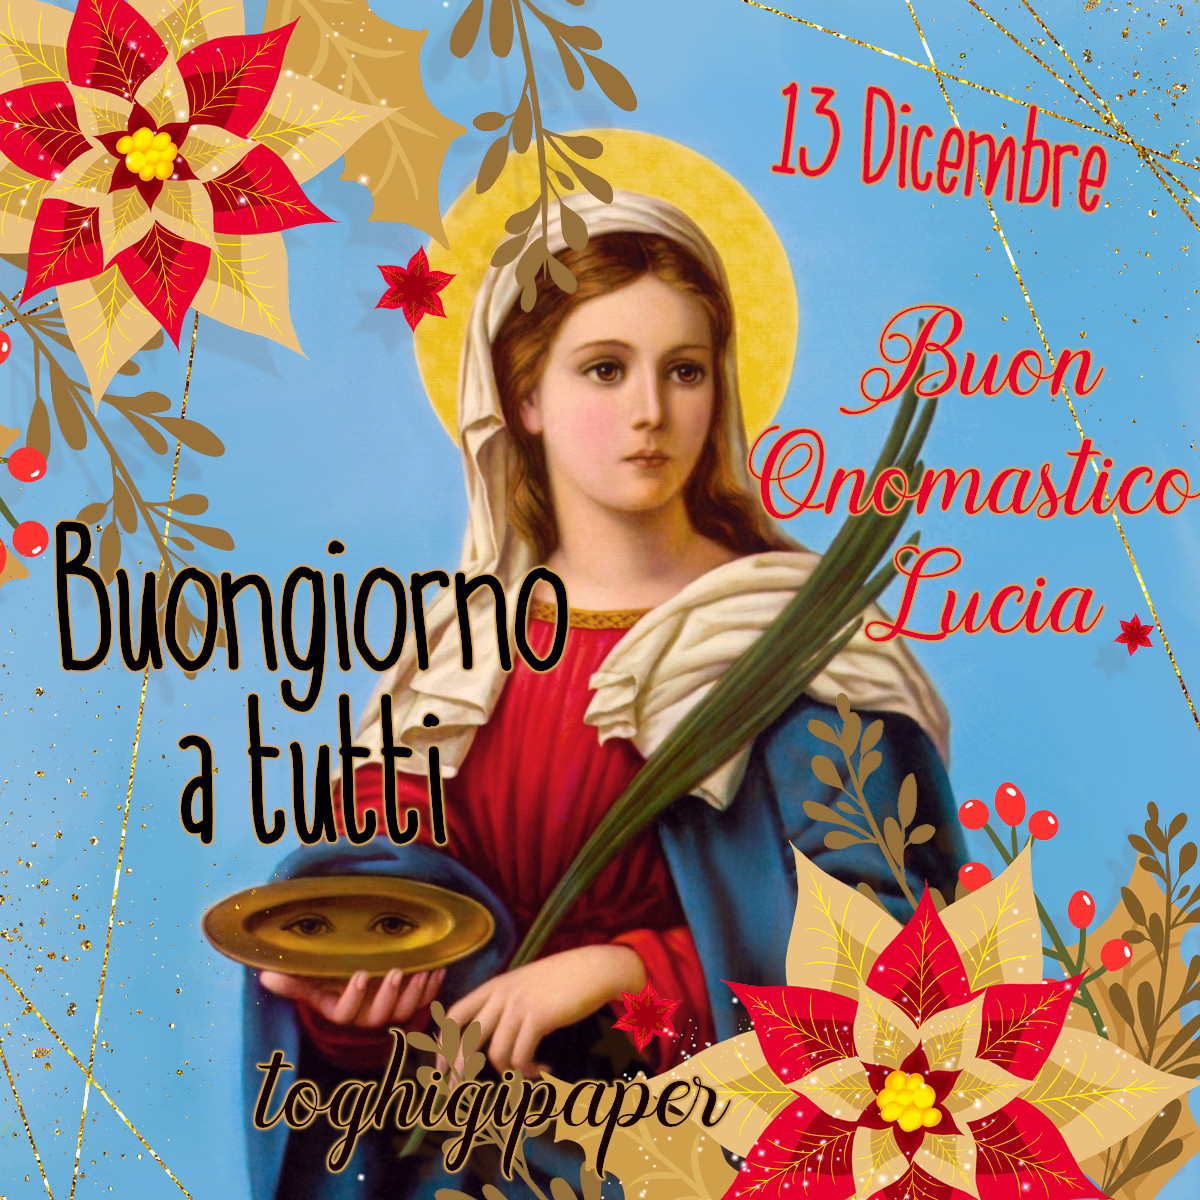 13 Dicembre
Buon
Onomastico
Lucia
Buongiorno
a tutti
toghigipaper